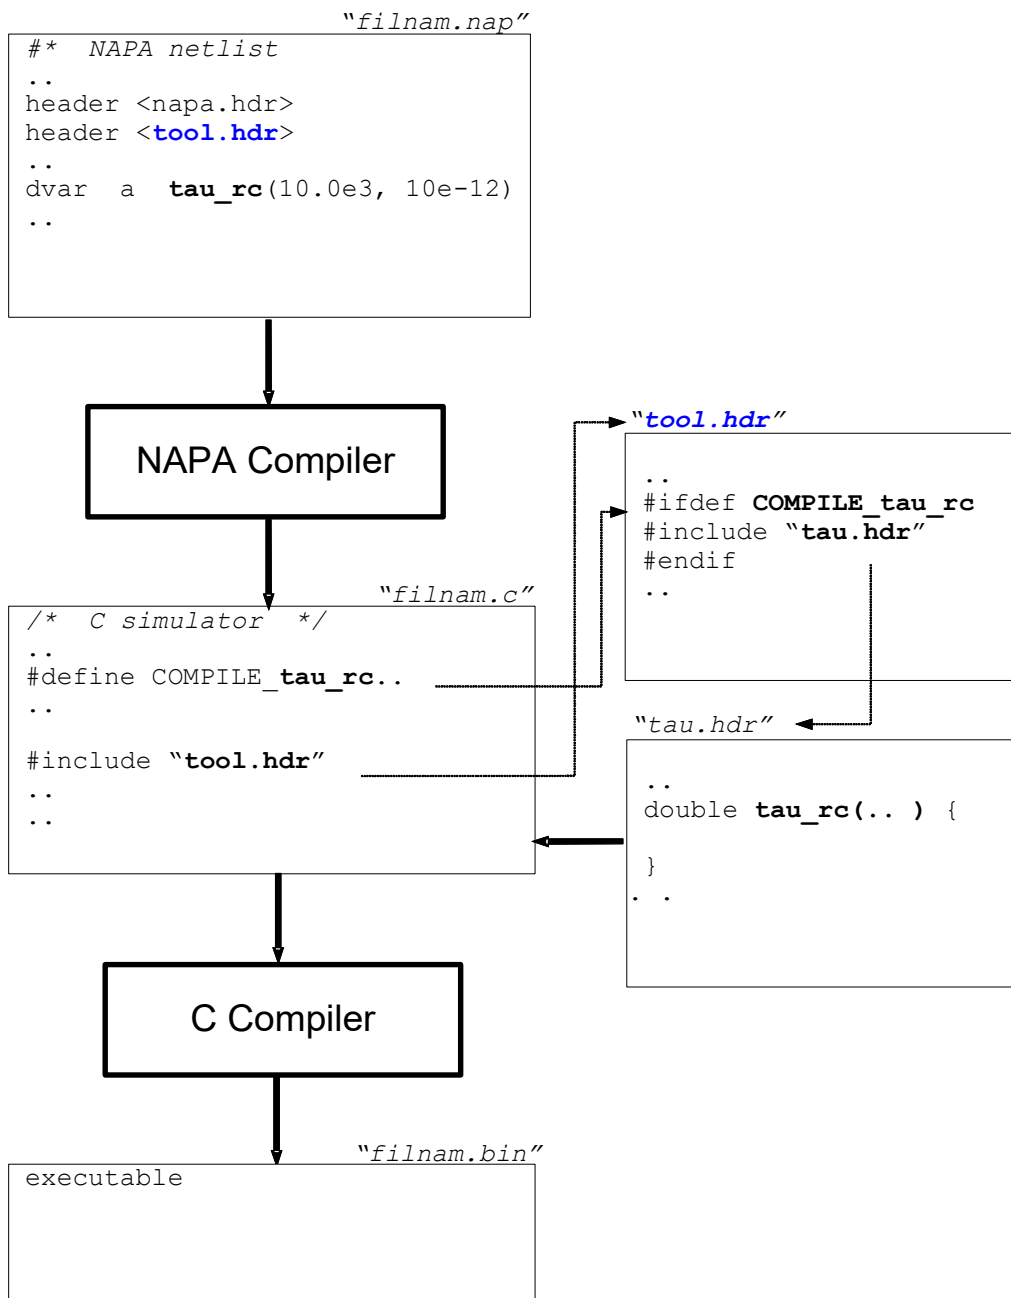 “filnam.nap”
#*  NAPA netlist
..
header <napa.hdr>
header <tool.hdr>
..
dvar  a  tau_rc(10.0e3, 10e-12)
..
NAPA Compiler
“filnam.c”
/*  C simulator  */
..
#define COMPILE_tau_rc..
..
#include “tool.hdr”
..
..
“tool.hdr”
..
#ifdef COMPILE_tau_rc
#include “tau.hdr”
#endif
..
“tau.hdr”
..
double tau_rc(.. ) {
}
. .
C Compiler
“filnam.bin”
executable